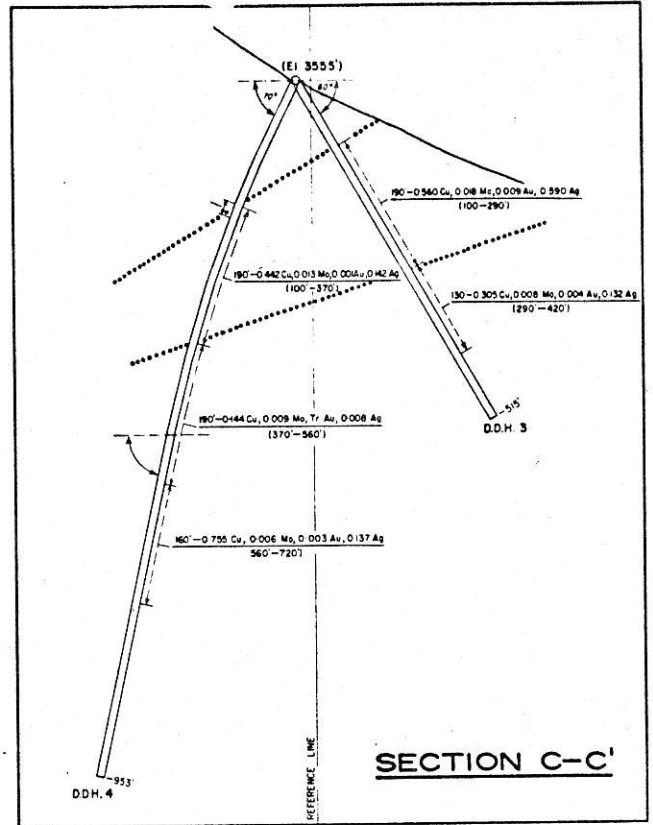 (El 3555')
70°
60°
190-0.560 Cu, 0.018 Mo, 0.009 Au, 0.590 Ag
(100-290')
190'-0.442 Cu, 0.013 Mo, 0.001 Au, 0.142 Ag
(100'-370')
130-0.305 Cu, 0.008 Mo, 0.004 Au, 0.132 Ag
(290'-420')
515'
D.D.H. 3
190'-0.144 Cu, 0.009 Mo, Tr Au, 0.008 Ag
(370'-560')
160'-0.755 Cu, 0.006 Mo, 0.003 Au, 0.137 Ag
560'-720')
REFERENCE LINE
SECTION C-C'
953'
D.D.H. 4